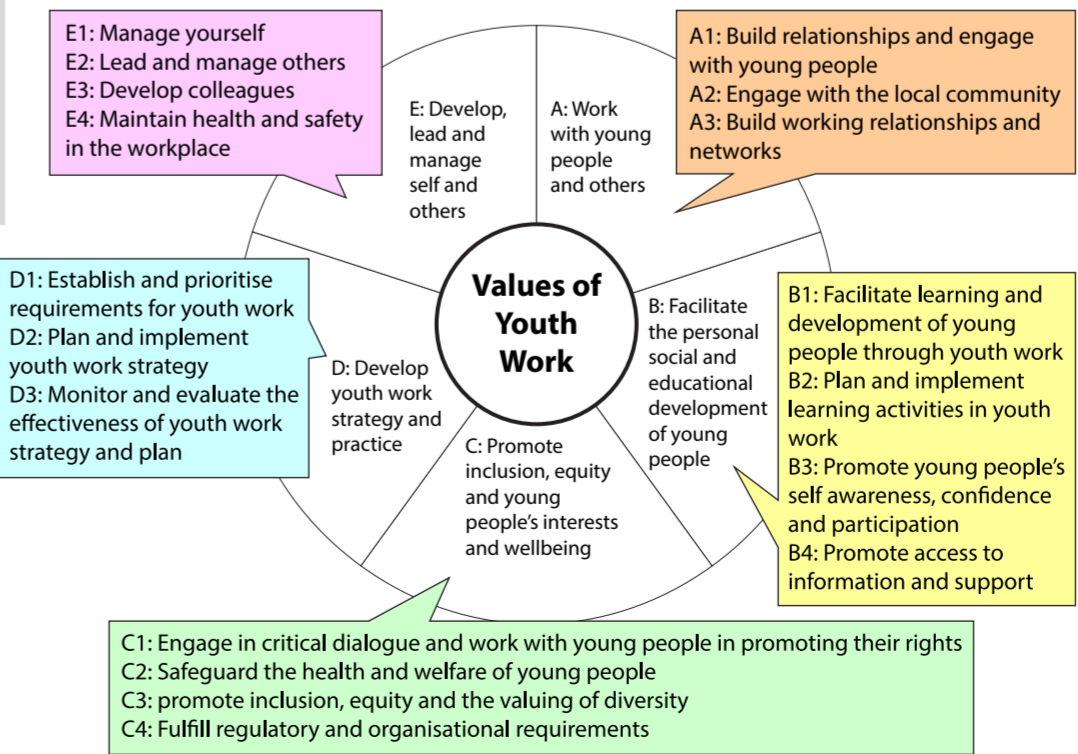 E1: Manage yourself
E2: Lead and manage others
E3: Develop colleagues
E4: Maintain health and safety
in the workplace
A1: Build relationships and engage
with young people
A2: Engage with the local community
A3: Build working relationships and
networks
E: Develop,
lead and
manage
self and
others
A: Work
with young
people
and others
Values of
Youth
Work
D1: Establish and prioritise
requirements for youth work
D2: Plan and implement
youth work strategy
D3: Monitor and evaluate the
effectiveness of youth work
strategy and plan
D: Develop
youth work
strategy and
practice
B: Facilitate
the personal
social and
educational
development
of young
people
B1: Facilitate learning and
development of young
people through youth work
B2: Plan and implement
learning activities in youth
work
B3: Promote young people's
self awareness, confidence
and participation
B4: Promote access to
information and support
C: Promote
inclusion, equity
and young
people's interests
and wellbeing
C1: Engage in critical dialogue and work with young people in promoting their rights
C2: Safeguard the health and welfare of young people
C3: promote inclusion, equity and the valuing of diversity
C4: Fulfill regulatory and organisational requirements